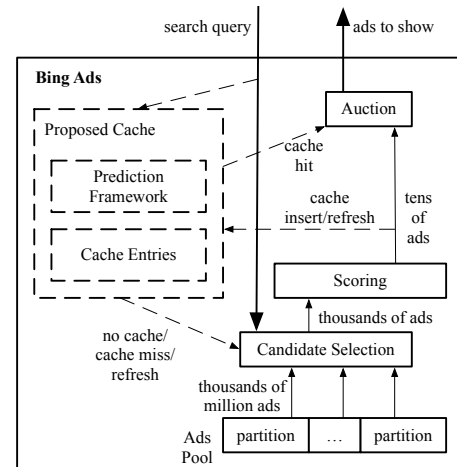 search query
ads to show
Bing Ads
Auction
Proposed Cache
cache
hit
Prediction
Framework
cache
insert/refresh
tens
of
ads
Cache Entries
Scoring
no cache/
cache miss/
refresh
thousands of ads
Candidate Selection
thousands of
million ads
Ads
Pool
partition
...
partition